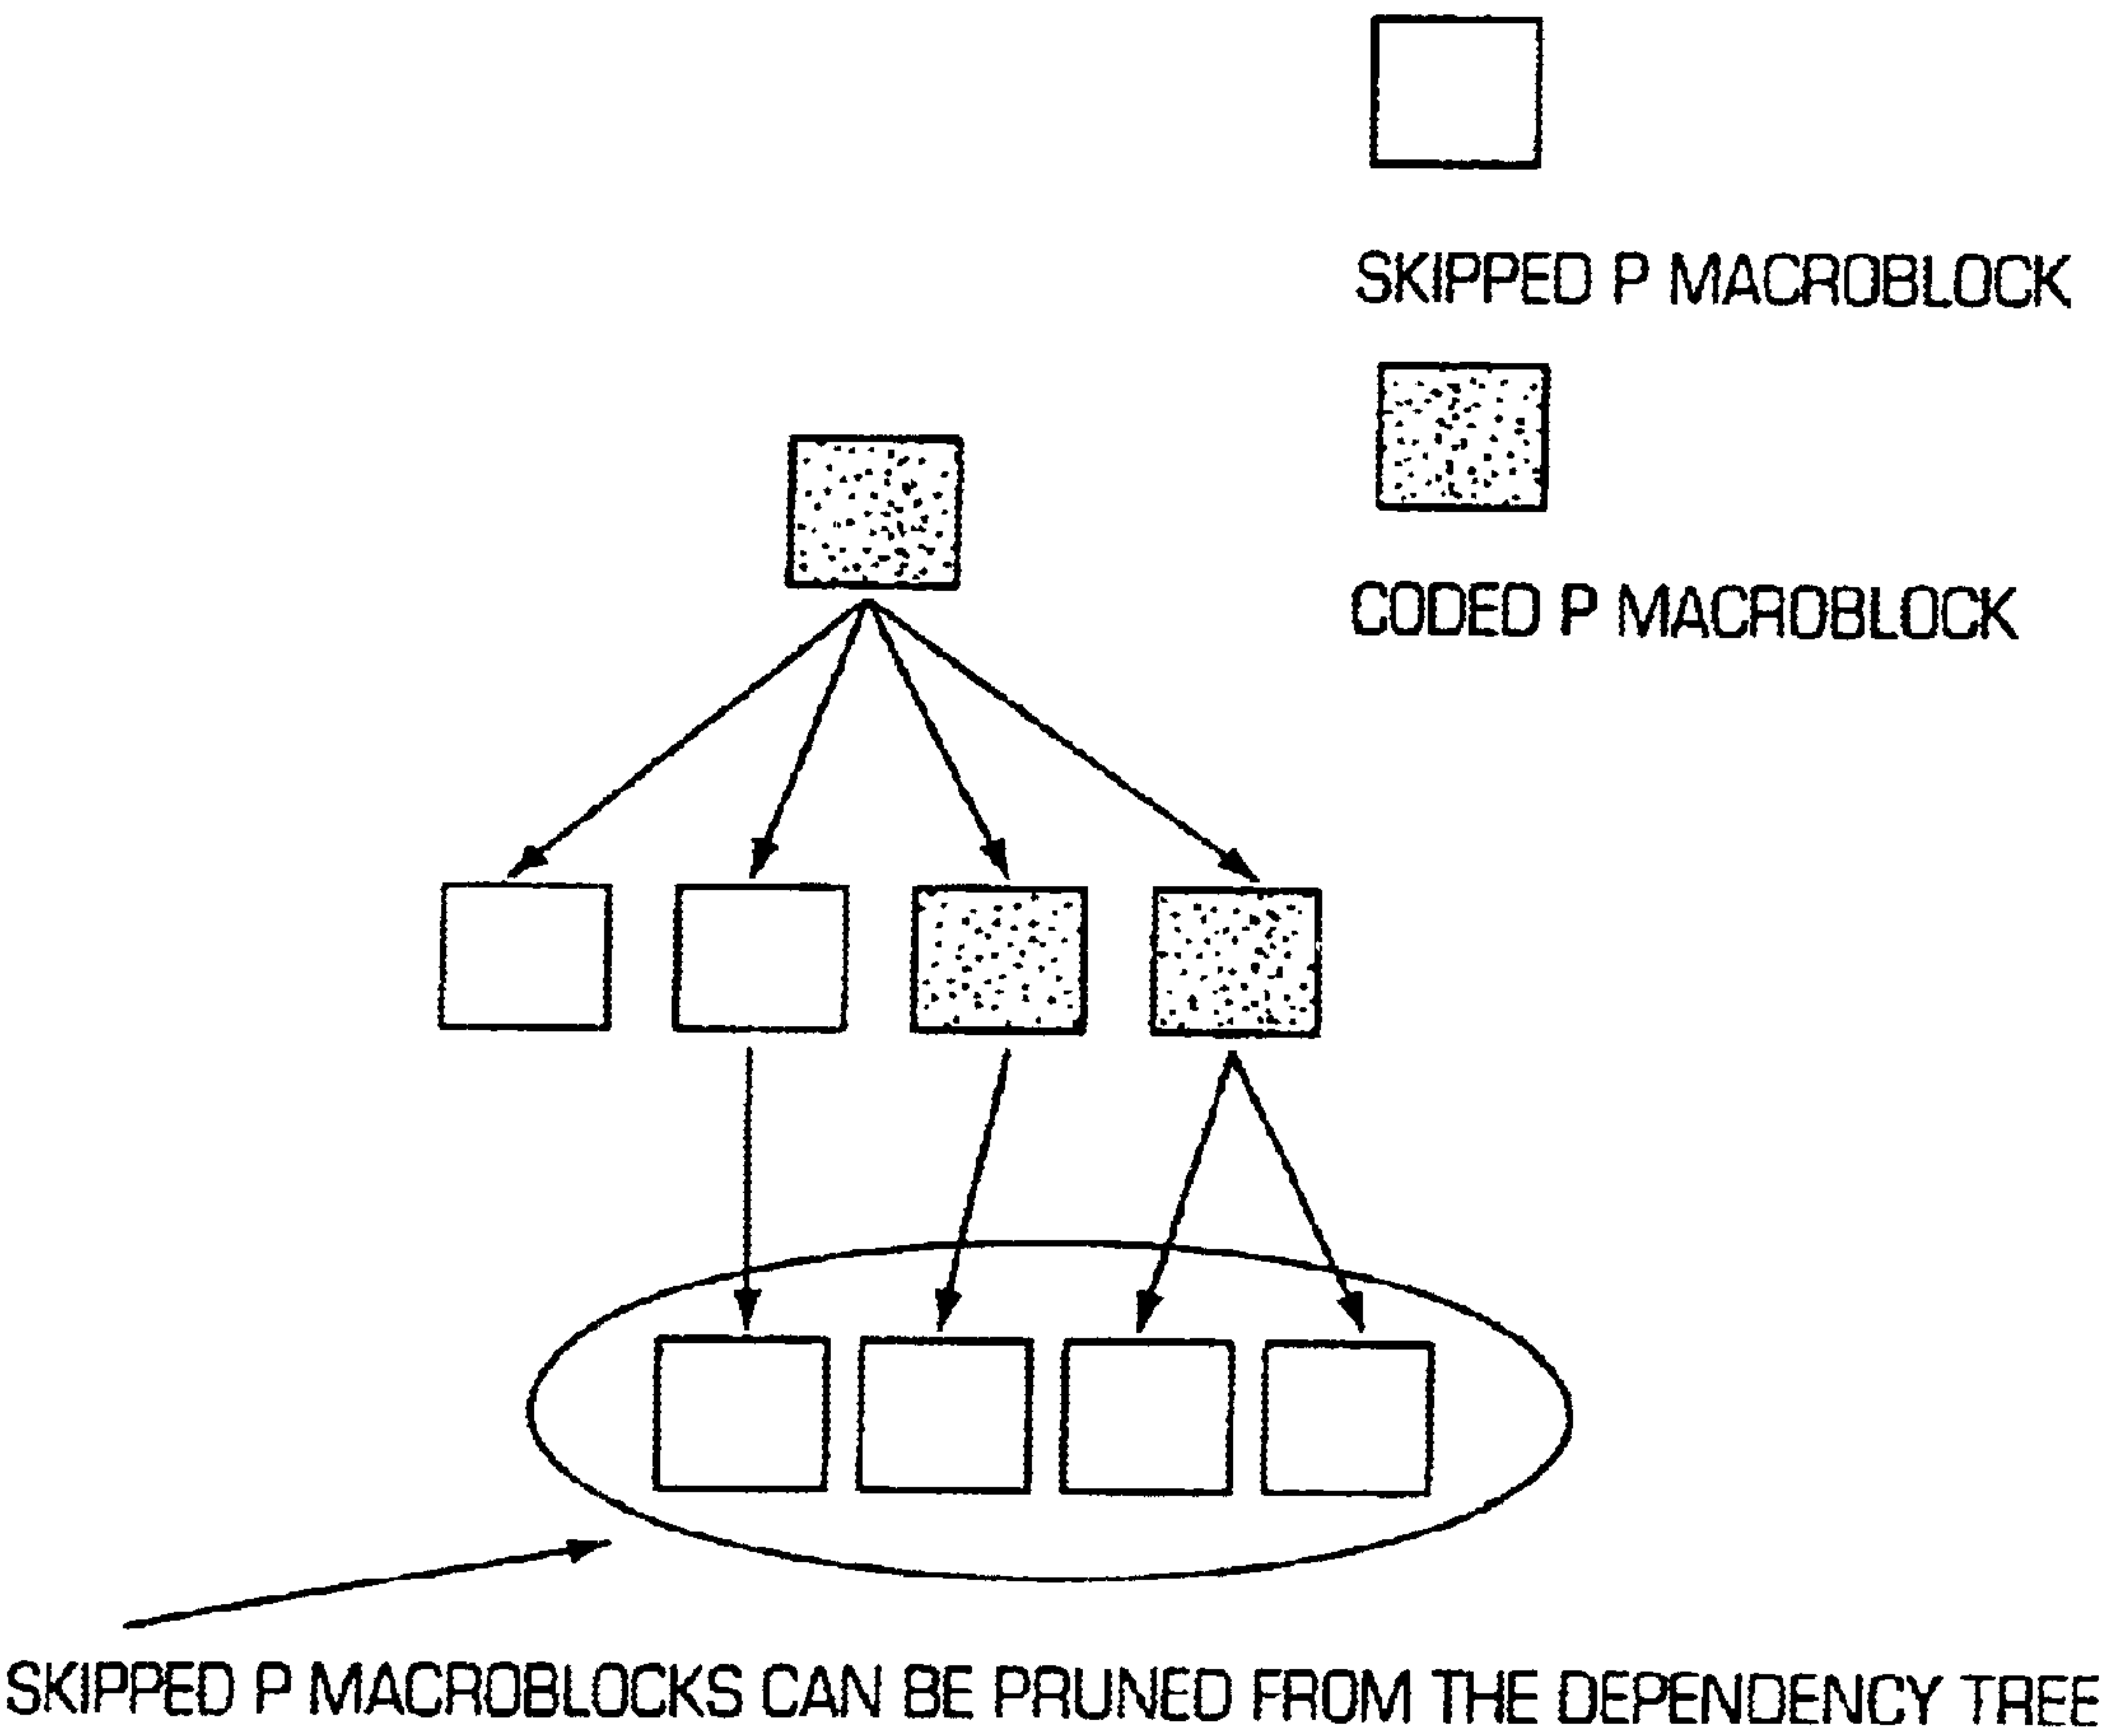 SKIPPED P MACROBLOCK
CODED P MACROBLOCK
SKIPPED P MACROBLOCKS CAN BE PRUNED FROM THE DEPENDENCY TREE